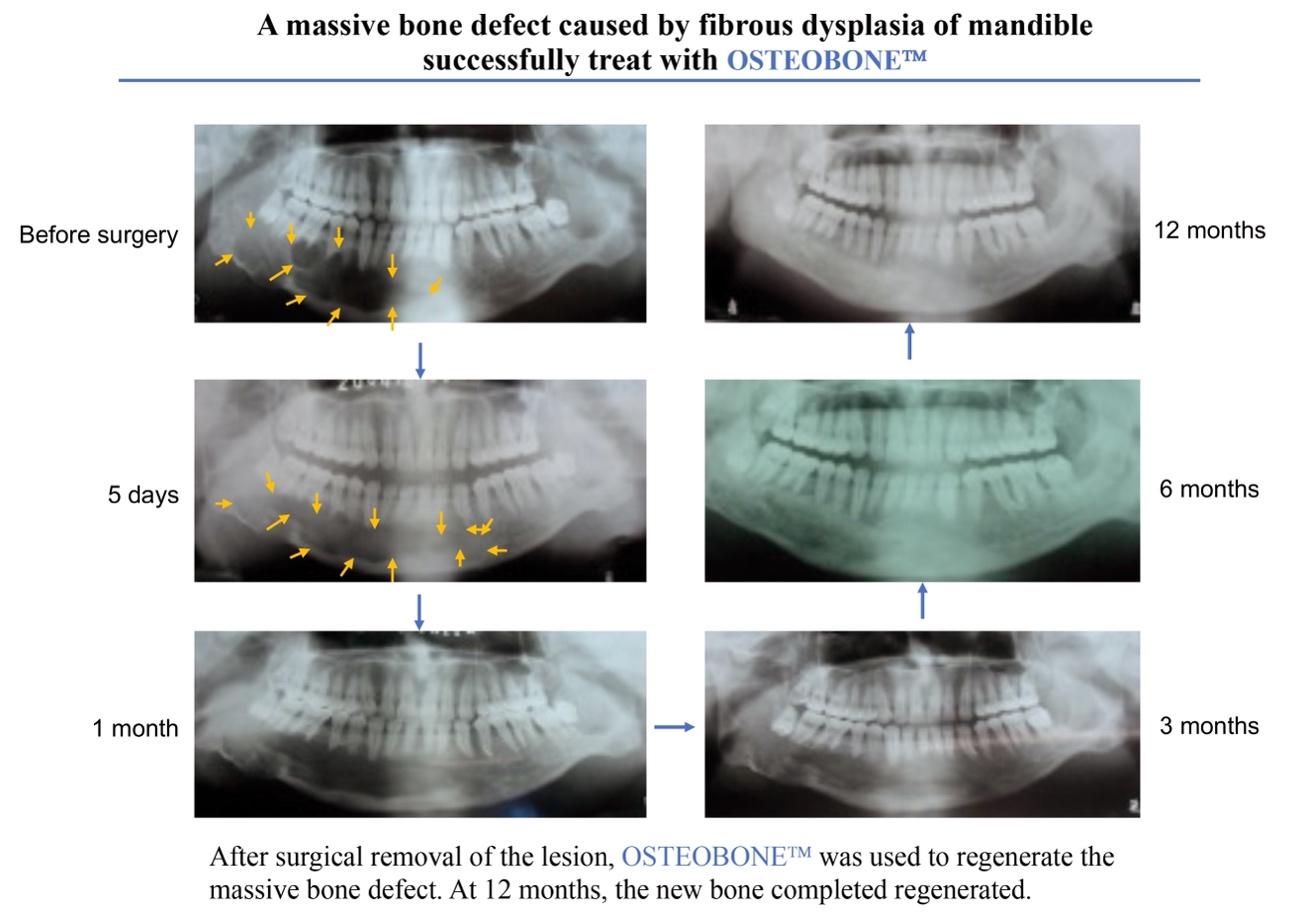 A massive bone defect caused by fibrous dysplasia of mandible
successfully treat with OSTEOBONE™
Before surgery
12 months
5 days
6 months
1 month
3 months
After surgical removal of the lesion, OSTEOBONE™ was used to regenerate the
massive bone defect. At 12 months, the new bone completed regenerated.